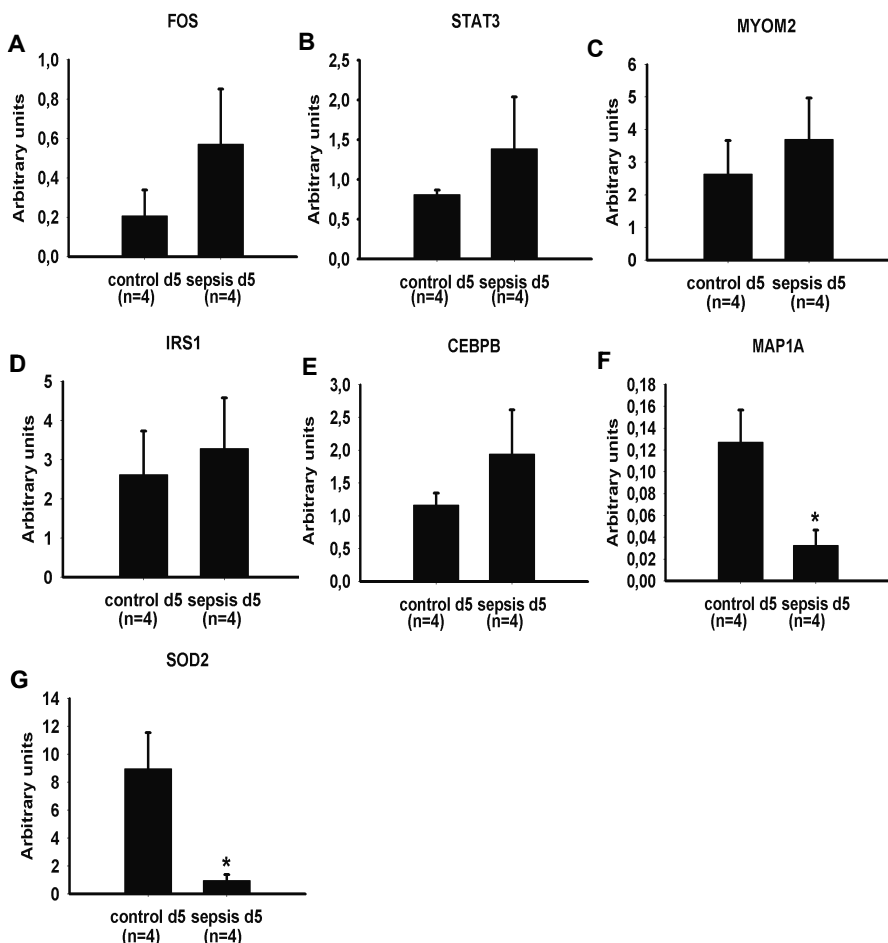 FOS
A
1,0
0,8
0,6
0,4
0,2
0,0
Arbitrary units
control d5 sepsis d5
(n=4) (n=4)
STAT3
B
2,5
2,0
1,5
1,0
0,5
0,0
Arbitrary units
control d5 sepsis d5
(n=4) (n=4)
MYOM2
C
6
5
4
3
2
1
0
Arbitrary units
control d5 sepsis d5
(n=4) (n=4)
IRS1
D
5
4
3
2
1
0
Arbitrary units
control d5 sepsis d5
(n=4) (n=4)
CEBPB
E
3,0
2,5
2,0
1,5
1,0
0,5
0,0
Arbitrary units
control d5 sepsis d5
(n=4) (n=4)
MAP1A
F
0,18
0,16
0,14
0,12
0,10
0,08
0,06
0,04
0,02
0,00
Arbitrary units
*
control d5 sepsis d5
(n=4) (n=4)
SOD2
G
14
12
10
8
6
4
2
0
Arbitrary units
*
control d5 sepsis d5
(n=4) (n=4)